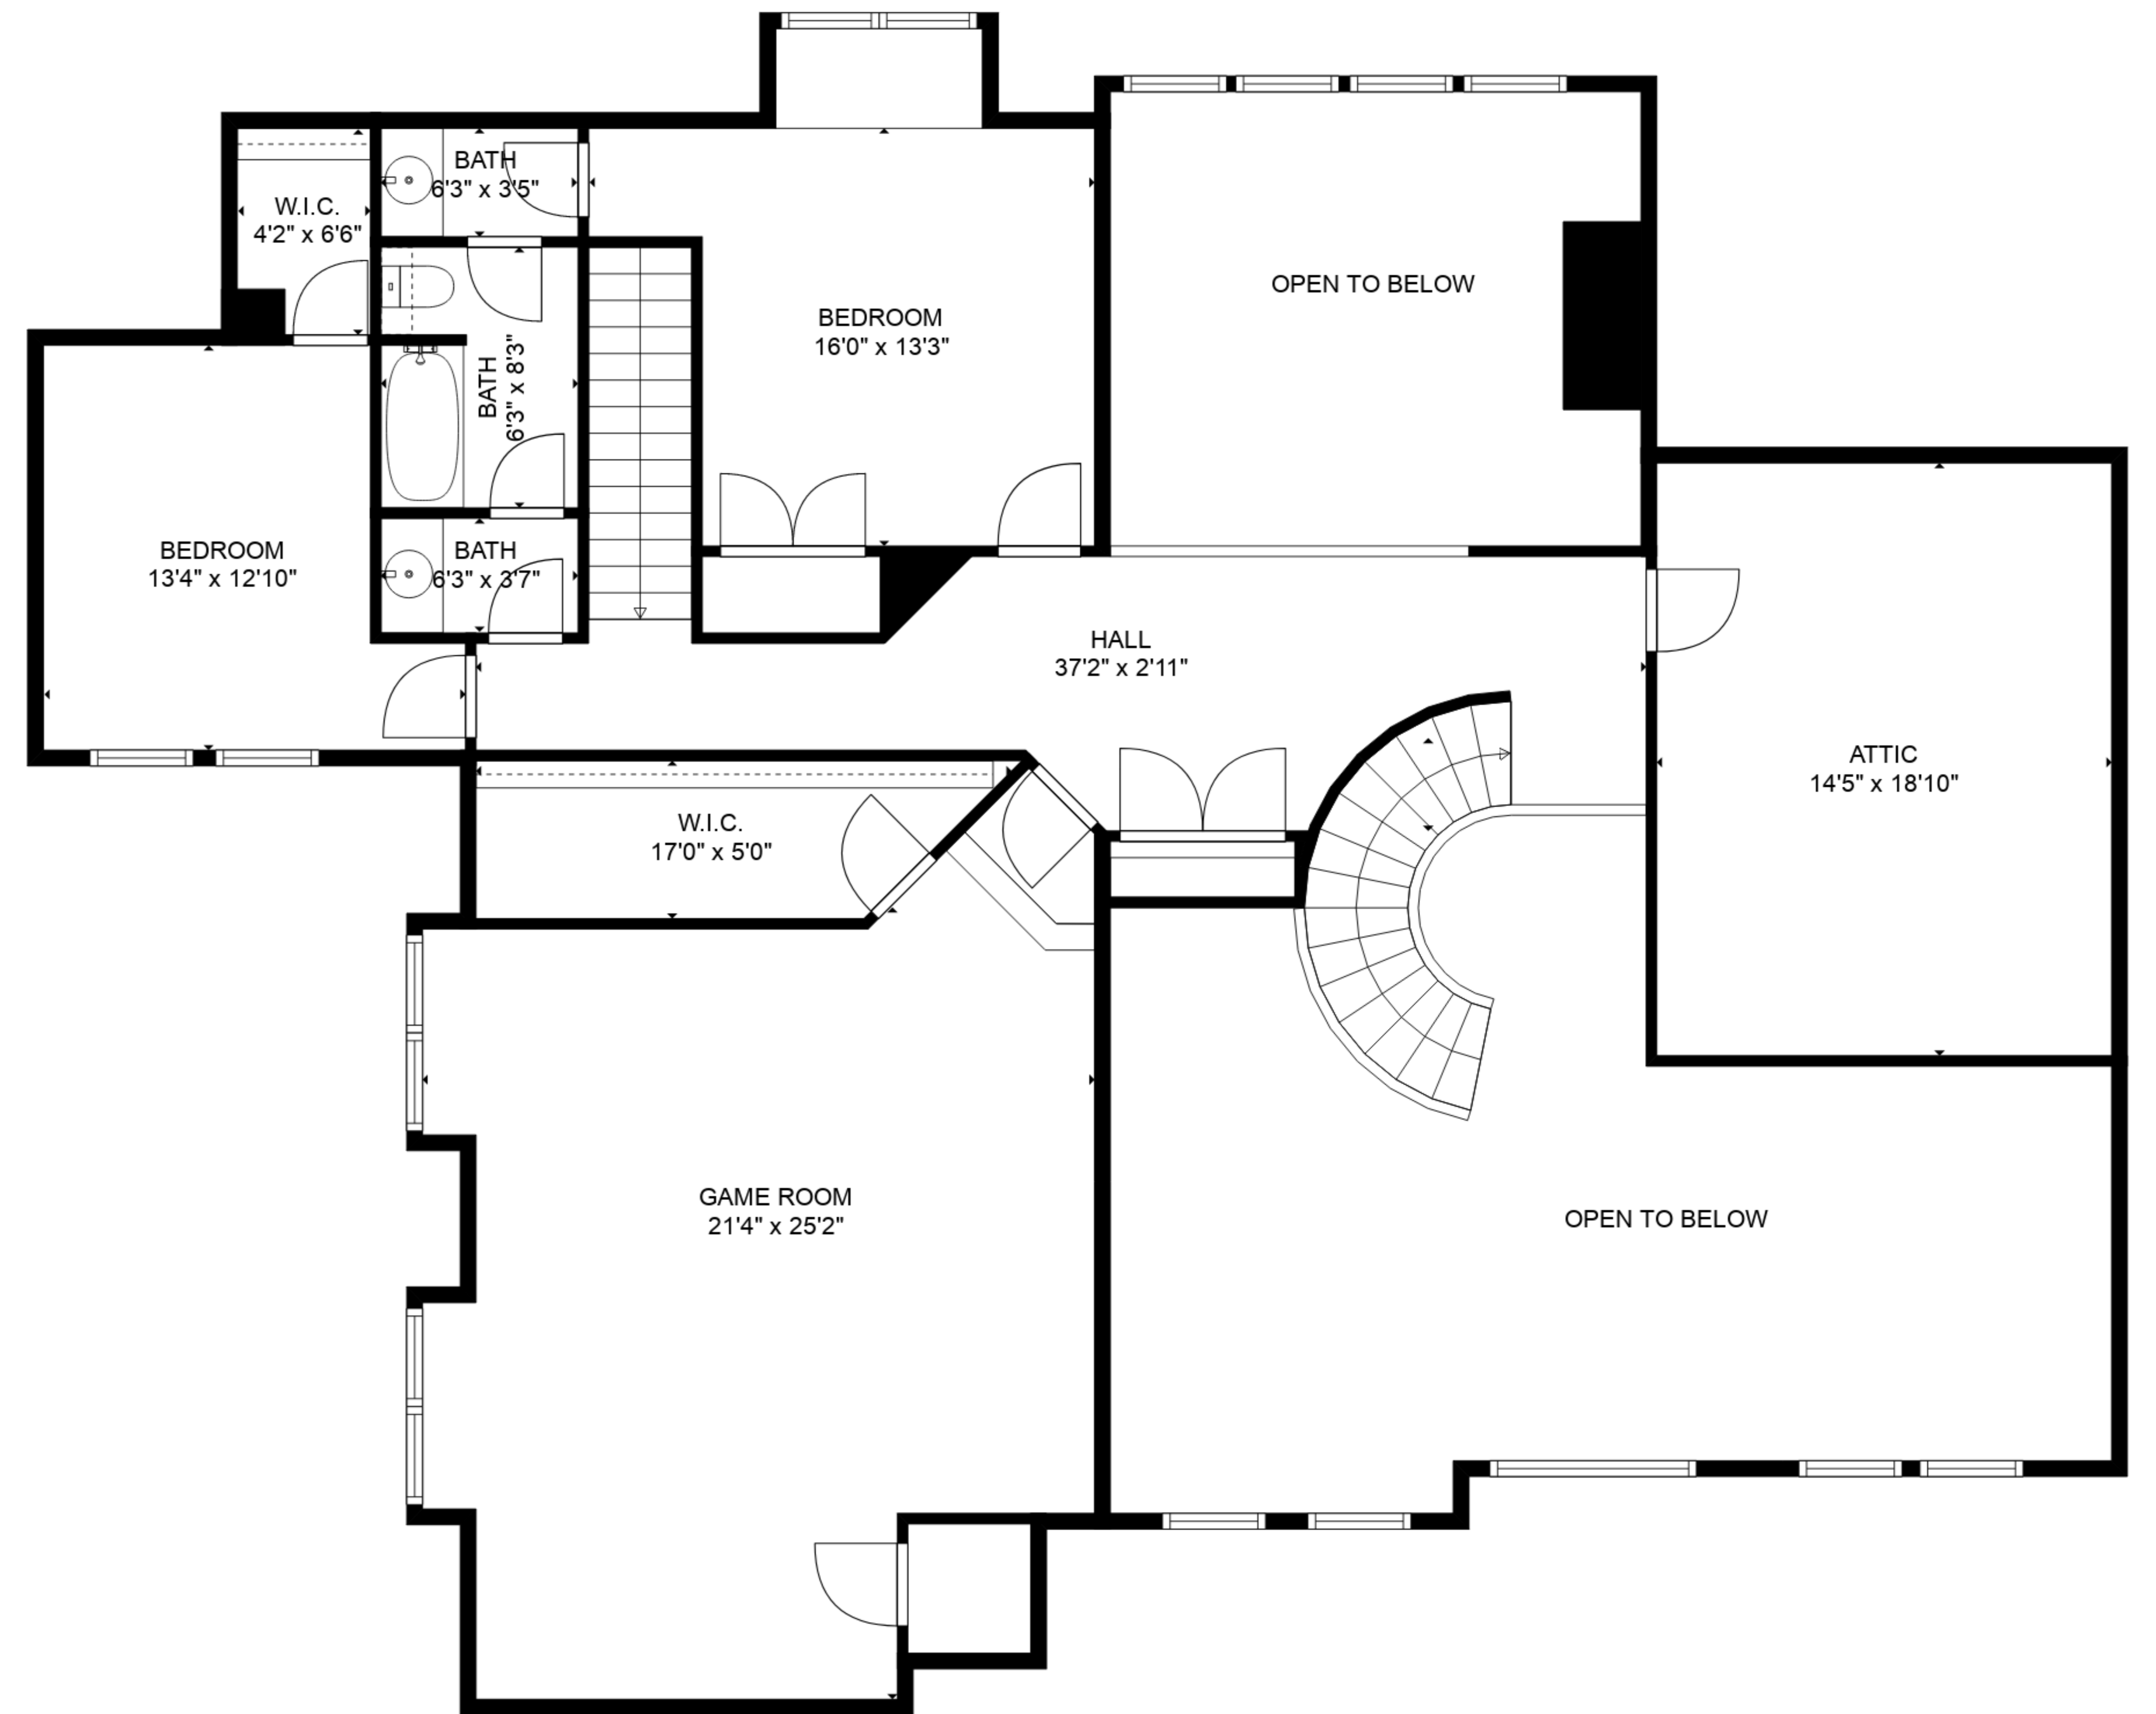 BATH
6'3" x 3'5"
W.I.C.
4'2" x 6'6"
OPEN TO BELOW
BEDROOM
16'0" x 13'3"
BATH
6'3" x 8'3"
BEDROOM
13'4" x 12'10"
BATH
6'3" x 3'7"
HALL
37'2" x 2'11"
ATTIC
14'5" x 18'10"
W.I.C.
17'0" x 5'0"
GAME ROOM
21'4" x 25'2"
OPEN TO BELOW